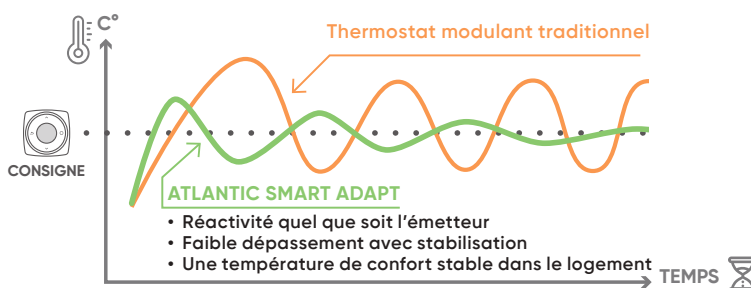 C°
Thermostat modulant traditionnel
CONSIGNE
ATLANTIC SMART ADAPT
• Réactivité quel que soit l'émetteur
• Faible dépassement avec stabilisation
• Une température de confort stable dans le logement
TEMPS